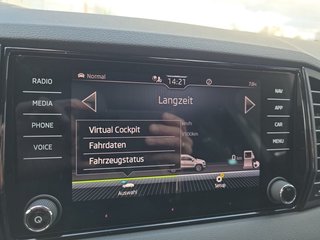 RADIO
MEDIA
PHONE
VOICE
Normal
14:21
Langzeit
Virtual Cockpit
Fahrdaten
Fahrzeugstatus
Auswahl
Setup
NAV
APP
CAR
MENU